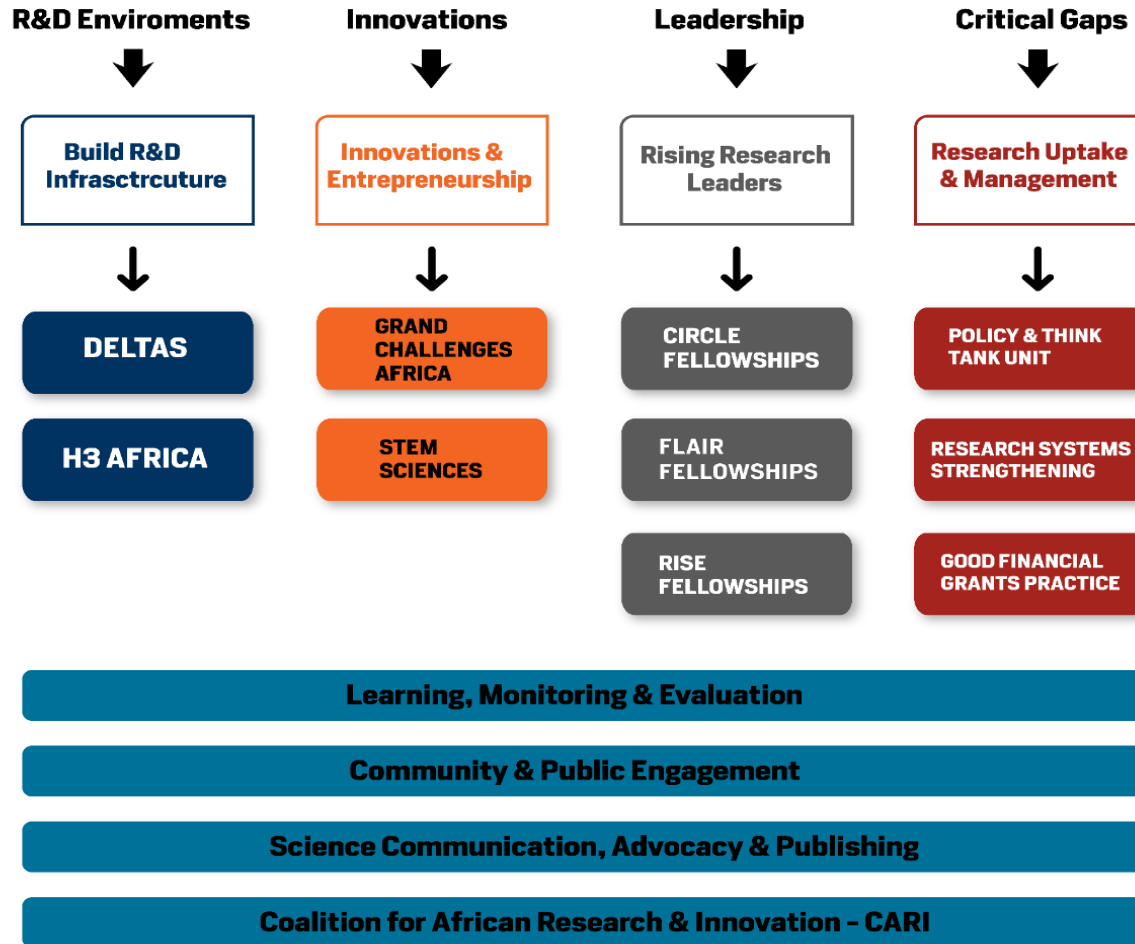 R&D Enviroments
Innovations
Leadership
Critical Gaps
Build R&D
Infrasctrcuture
Innovations &
Entrepreneurship
Rising Research
Leaders
Research Uptake
& Management
DELTAS
GRAND
CHALLENGES
AFRICA
CIRCLE
FELLOWSHIPS
POLICY & THINK
TANK UNIT
H3 AFRICA
STEM
SCIENCES
FLAIR
FELLOWSHIPS
RESEARCH SYSTEMS
STRENGTHENING
RISE
FELLOWSHIPS
GOOD FINANCIAL
GRANTS PRACTICE
Learning, Monitoring & Evaluation
Community & Public Engagement
Science Communication, Advocacy & Publishing
Coalition for African Research & Innovation - CARI